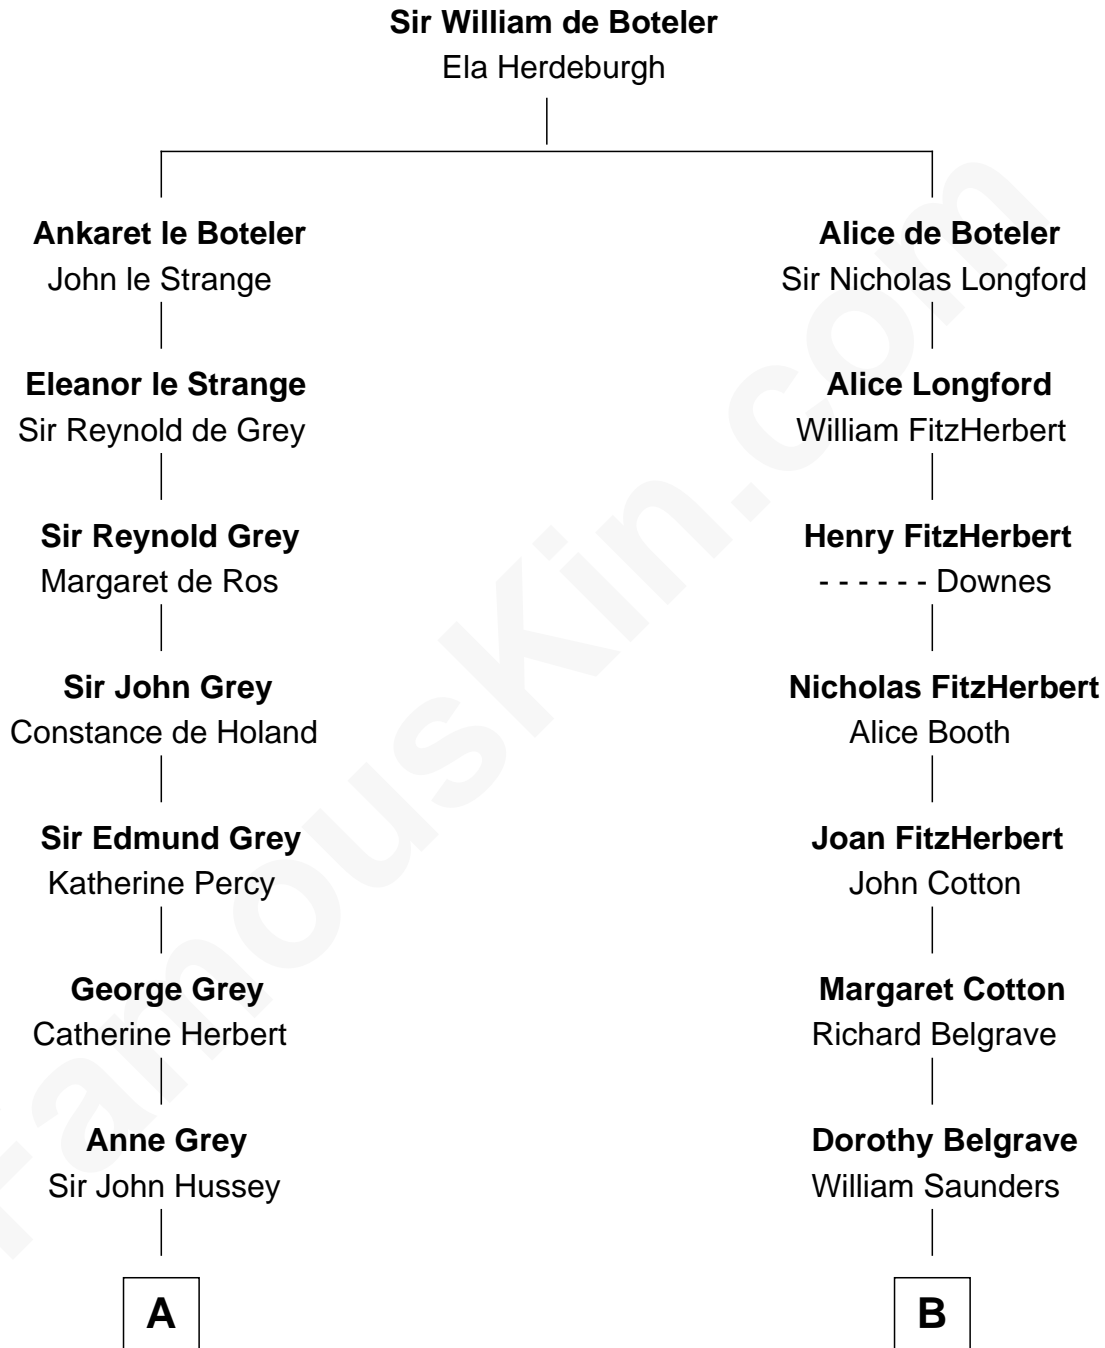 Sir William de Boteler
Ela Herdeburgh
Ankaret le Boteler
John le Strange
Eleanor le Strange
Sir Reynold de Grey
Sir Reynold Grey
Margaret de Ros
Sir John Grey
Constance de Holand
Sir Edmund Grey
Katherine Percy
George Grey
Catherine Herbert
Anne Grey
Sir John Hussey
A
Alice de Boteler
Sir Nicholas Longford
Alice Longford
William FitzHerbert
Henry FitzHerbert
- - - - - - Downes
Nicholas FitzHerbert
Alice Booth
Joan FitzHerbert
John Cotton
Margaret Cotton
Richard Belgrave
Dorothy Belgrave
William Saunders
B
FamousKin.com